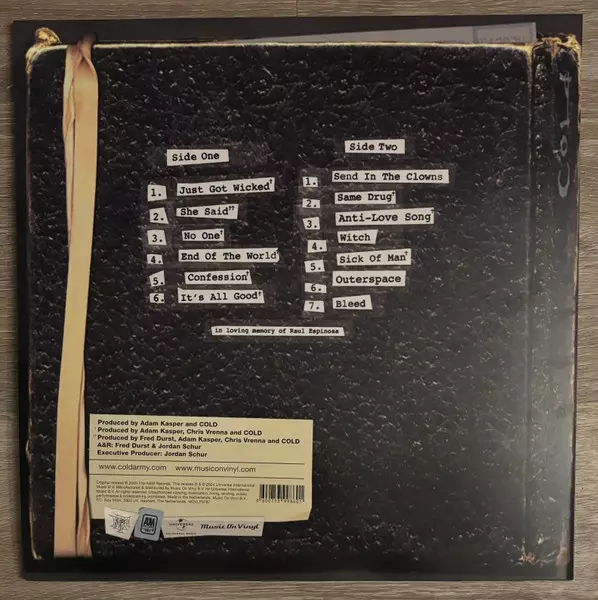 COLD
Side One
1. Just Got Wicked†
2. She Said††
3. No One†
4. End Of The World†
5. Confession†
6. It's All Good†
Side Two
1. Send In The Clowns
2. Same Drug†
3. Anti-Love Song†
4. Witch
5. Sick Of Man†
6. Outerspace
7. Bleed
in loving memory of Raul Espinosa
Produced by Adam Kasper and COLD
Produced by Adam Kasper, Chris Vrenna and COLD
Produced by Fred Durst, Adam Kasper, Chris Vrenna and COLD
A&R: Fred Durst & Jordan Schur
Executive Producer: Jordan Schur
www.coldarmy.com www.musiconvinyl.com
A&M
UNIVERSAL
Music On Vinyl